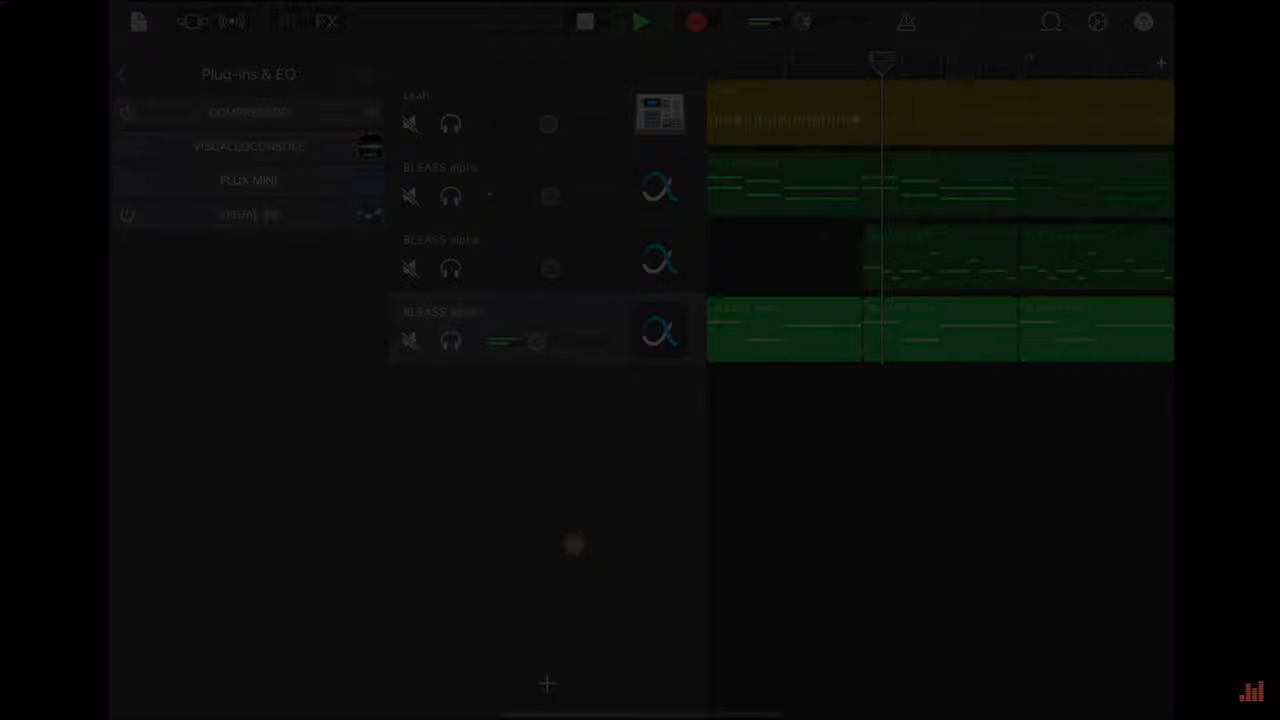 FX
Plug-ins & EQ
COMPRESSOR
VISUALEQCONSOLE
FLUX MINI
VISUAL EQ
Leah
BLEASS alpha
BLEASS alpha
BLEASS alpha